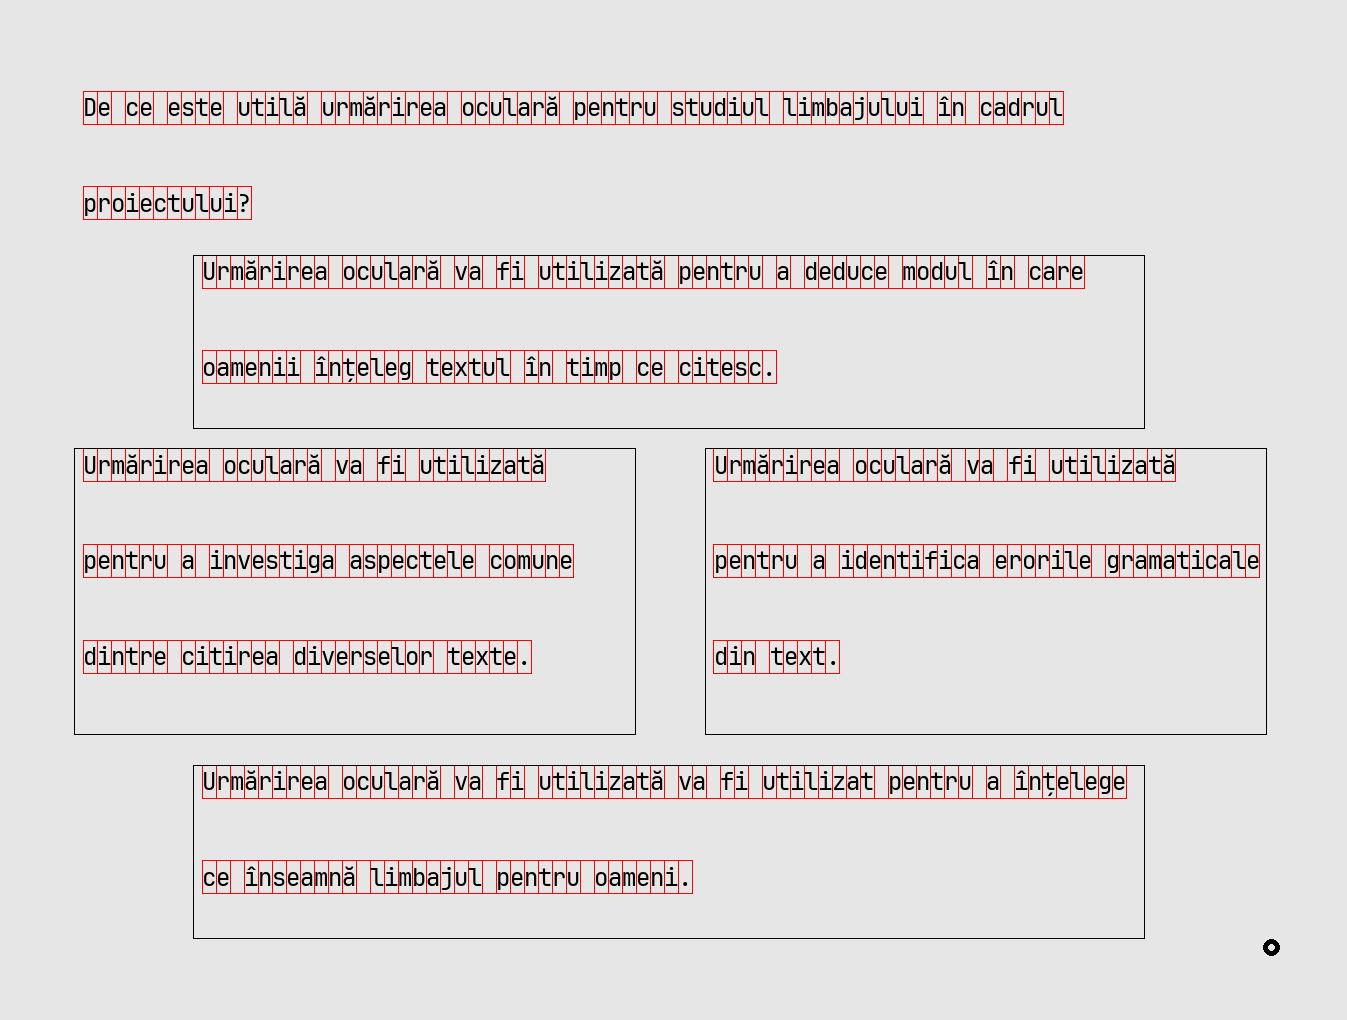 De ce este utilă urmărirea oculară pentru studiul limbajului în cadrul
proiectului?
Urmărirea oculară va fi utilizată pentru a deduce modul în care
oamenii înțeleg textul în timp ce citesc.
Urmărirea oculară va fi utilizată
pentru a investiga aspectele comune
dintre citirea diverselor texte.
Urmărirea oculară va fi utilizată
pentru a identifica erorile gramaticale
din text.
Urmărirea oculară va fi utilizată va fi utilizat pentru a înțelege
ce înseamnă limbajul pentru oameni.